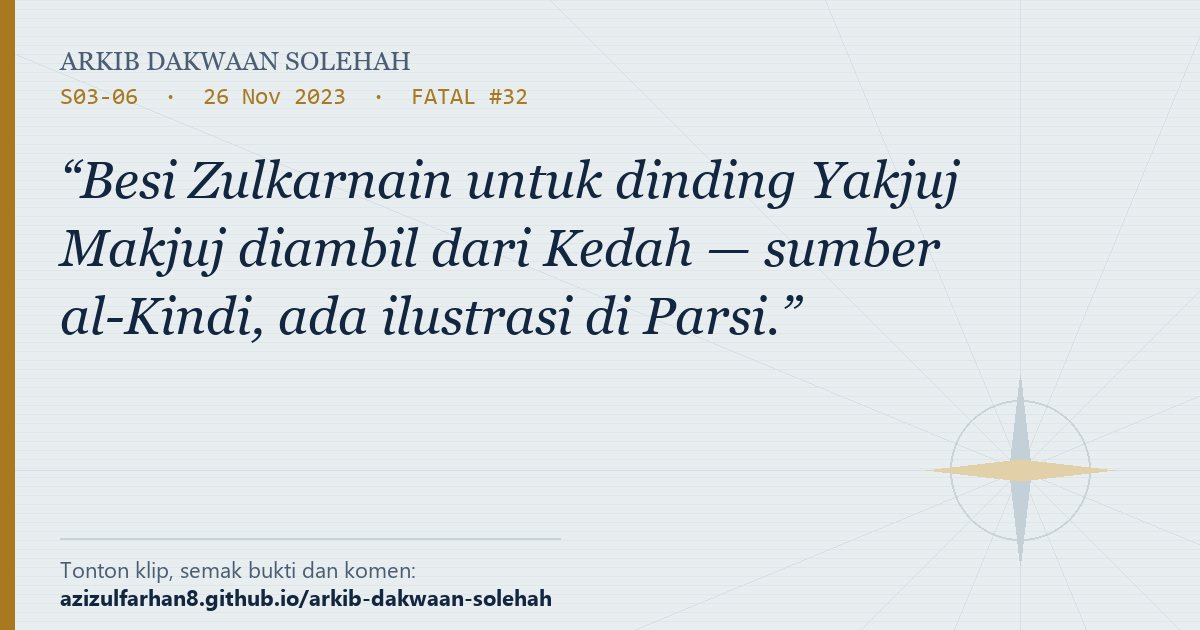 ARKIB DAKWAAN SOLEHAH
S03-06 · 26 Nov 2023 · FATAL #32
“Besi Zulkarnain untuk dinding Yakjuj
Makjuj diambil dari Kedah — sumber
al-Kindi, ada ilustrasi di Parsi.”
Tonton klip, semak bukti dan komen:
azizulfarhan8.github.io/arkib-dakwaan-solehah